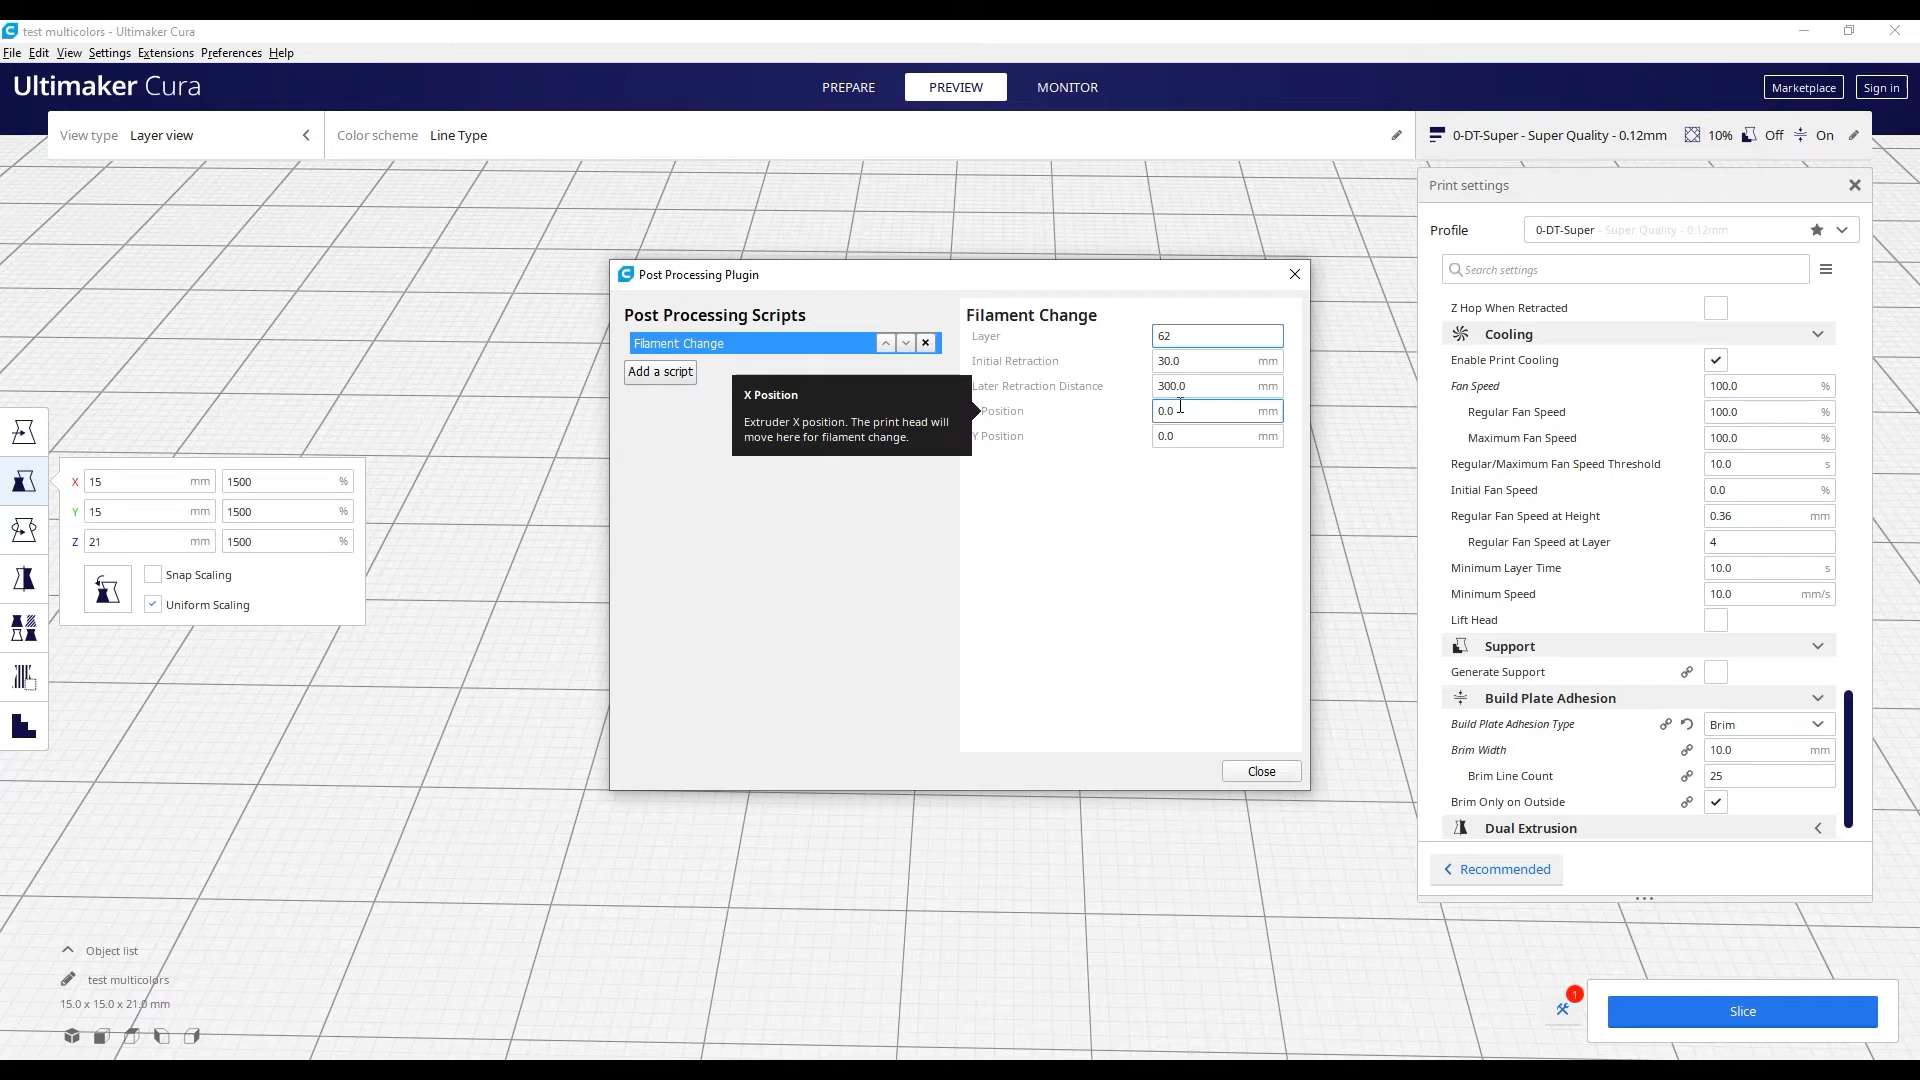 test multicolors - Ultimaker Cura
File Edit View Settings Extensions Preferences Help
Ultimaker Cura
PREPARE PREVIEW MONITOR
Marketplace Sign in
View type Layer view
Color scheme Line Type
0-DT-Super - Super Quality - 0.12mm 10% Off On
Print settings
Profile 0-DT-Super - Super Quality - 0.12mm
Search settings
Z Hop When Retracted
Cooling
Enable Print Cooling
Fan Speed 100.0 %
Regular Fan Speed 100.0 %
Maximum Fan Speed 100.0 %
Regular/Maximum Fan Speed Threshold 10.0 s
Initial Fan Speed 0.0 %
Regular Fan Speed at Height 0.36 mm
Regular Fan Speed at Layer 4
Minimum Layer Time 10.0 s
Minimum Speed 10.0 mm/s
Lift Head
Support
Generate Support
Build Plate Adhesion
Build Plate Adhesion Type Brim
Brim Width 10.0 mm
Brim Line Count 25
Brim Only on Outside
Dual Extrusion
Recommended
Post Processing Plugin
Post Processing Scripts
Filament Change
Add a script
Filament Change
Layer 62
Initial Retraction 30.0 mm
Later Retraction Distance 300.0 mm
Position 0.0 mm
Y Position 0.0 mm
X Position
Extruder X position. The print head will
move here for filament change.
Close
X 15 mm 1500 %
Y 15 mm 1500 %
Z 21 mm 1500 %
Snap Scaling
Uniform Scaling
Object list
test multicolors
15.0 x 15.0 x 21.0 mm
1
Slice